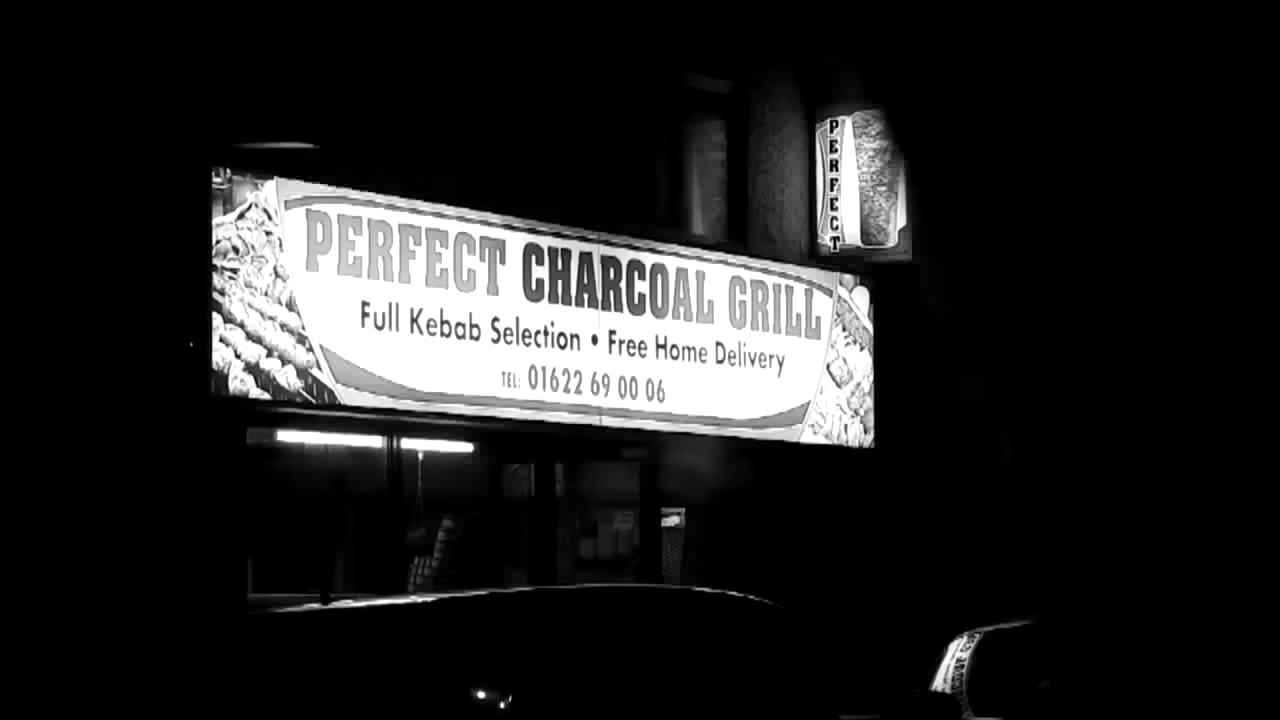 PERFECT CHARCOAL GRILL
Full Kebab Selection • Free Home Delivery
TEL: 01622 69 00 06
PERFECT